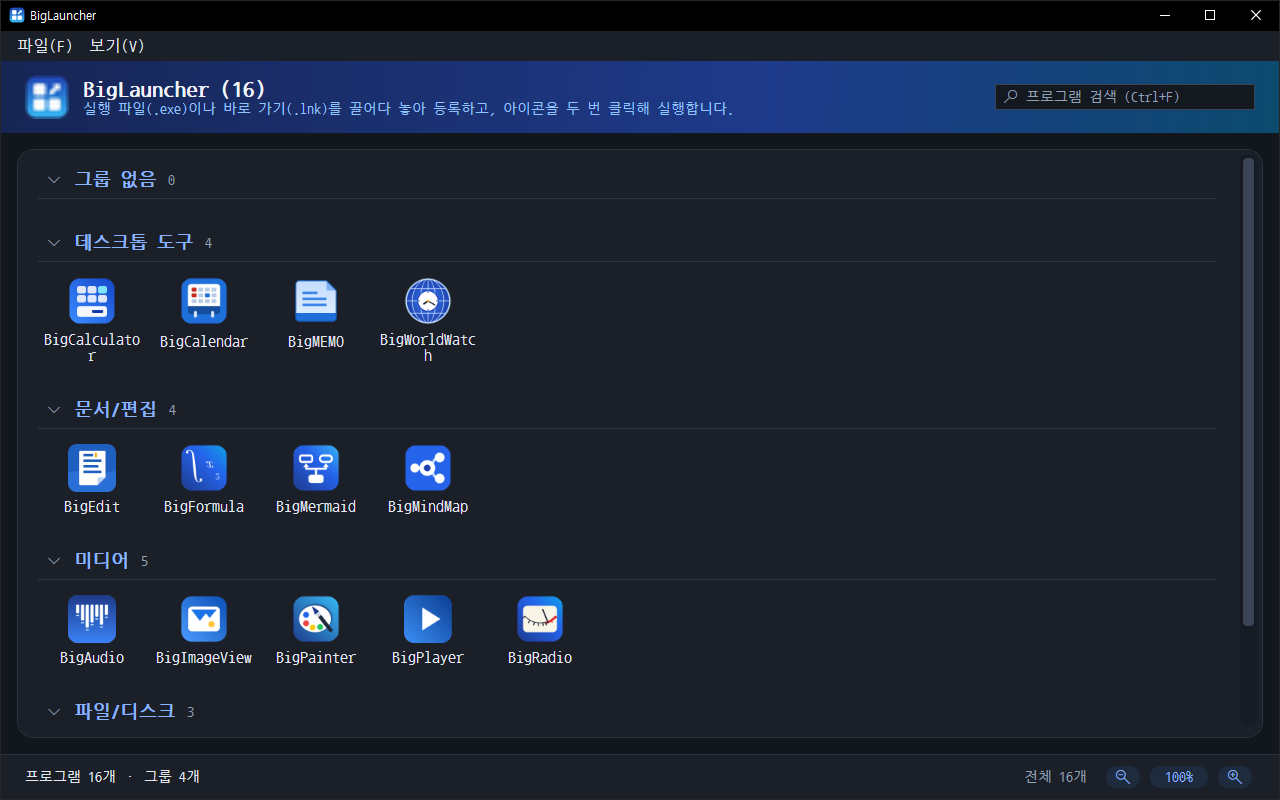 BigLauncher
파일(F) 보기(V)
BigLauncher (16)
실행 파일(.exe)이나 바로 가기(.lnk)를 끌어다 놓아 등록하고, 아이콘을 두 번 클릭해 실행합니다.
프로그램 검색 (Ctrl+F)
그룹 없음 0
데스크톱 도구 4
BigCalculato
r
BigCalendar
BigMEMO
BigWorldWatc
h
문서/편집 4
BigEdit
BigFormula
BigMermaid
BigMindMap
미디어 5
BigAudio
BigImageView
BigPainter
BigPlayer
BigRadio
파일/디스크 3
프로그램 16개 · 그룹 4개
전체 16개
100%